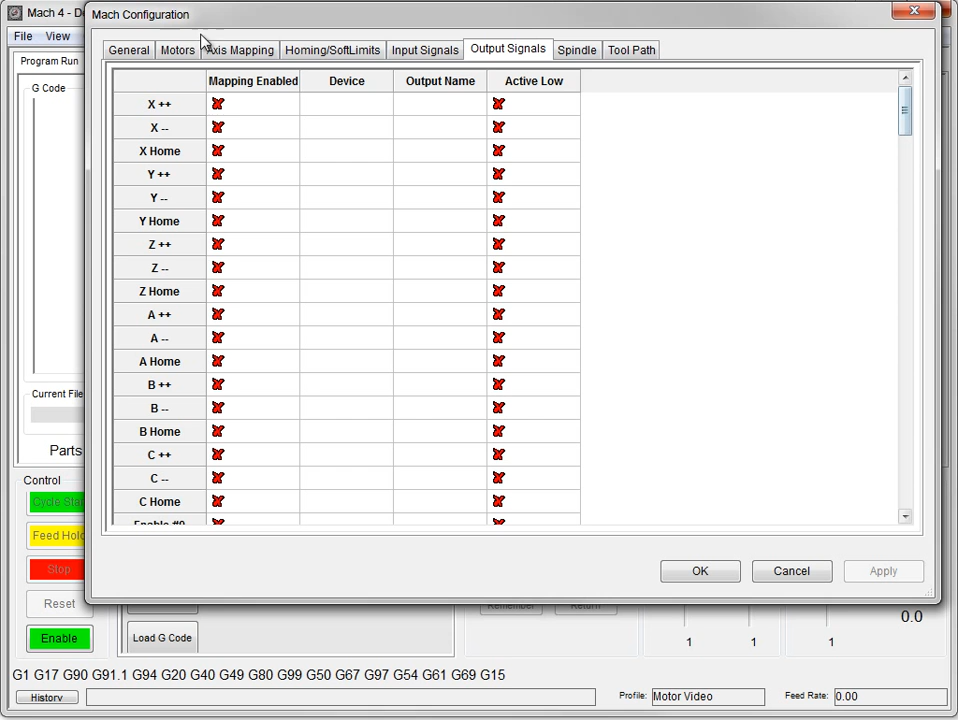 Mach 4 - De
Mach Configuration
File View
General Motors Axis Mapping Homing/SoftLimits Input Signals Output Signals Spindle Tool Path
Program Run
G Code
Mapping Enabled Device Output Name Active Low
X ++
X --
X Home
Y ++
Y --
Y Home
Z ++
Z --
Z Home
A ++
A --
A Home
B ++
B --
B Home
C ++
C --
C Home
Enable #0
Current File
Parts
Control
Cycle Sta
Feed Hold
Stop
Reset
Enable
OK Cancel Apply
Remember Return
Load G Code
0.0
1 1 1
G1 G17 G90 G91.1 G94 G20 G40 G49 G80 G99 G50 G67 G97 G54 G61 G69 G15
History
Profile: Motor Video
Feed Rate: 0.00